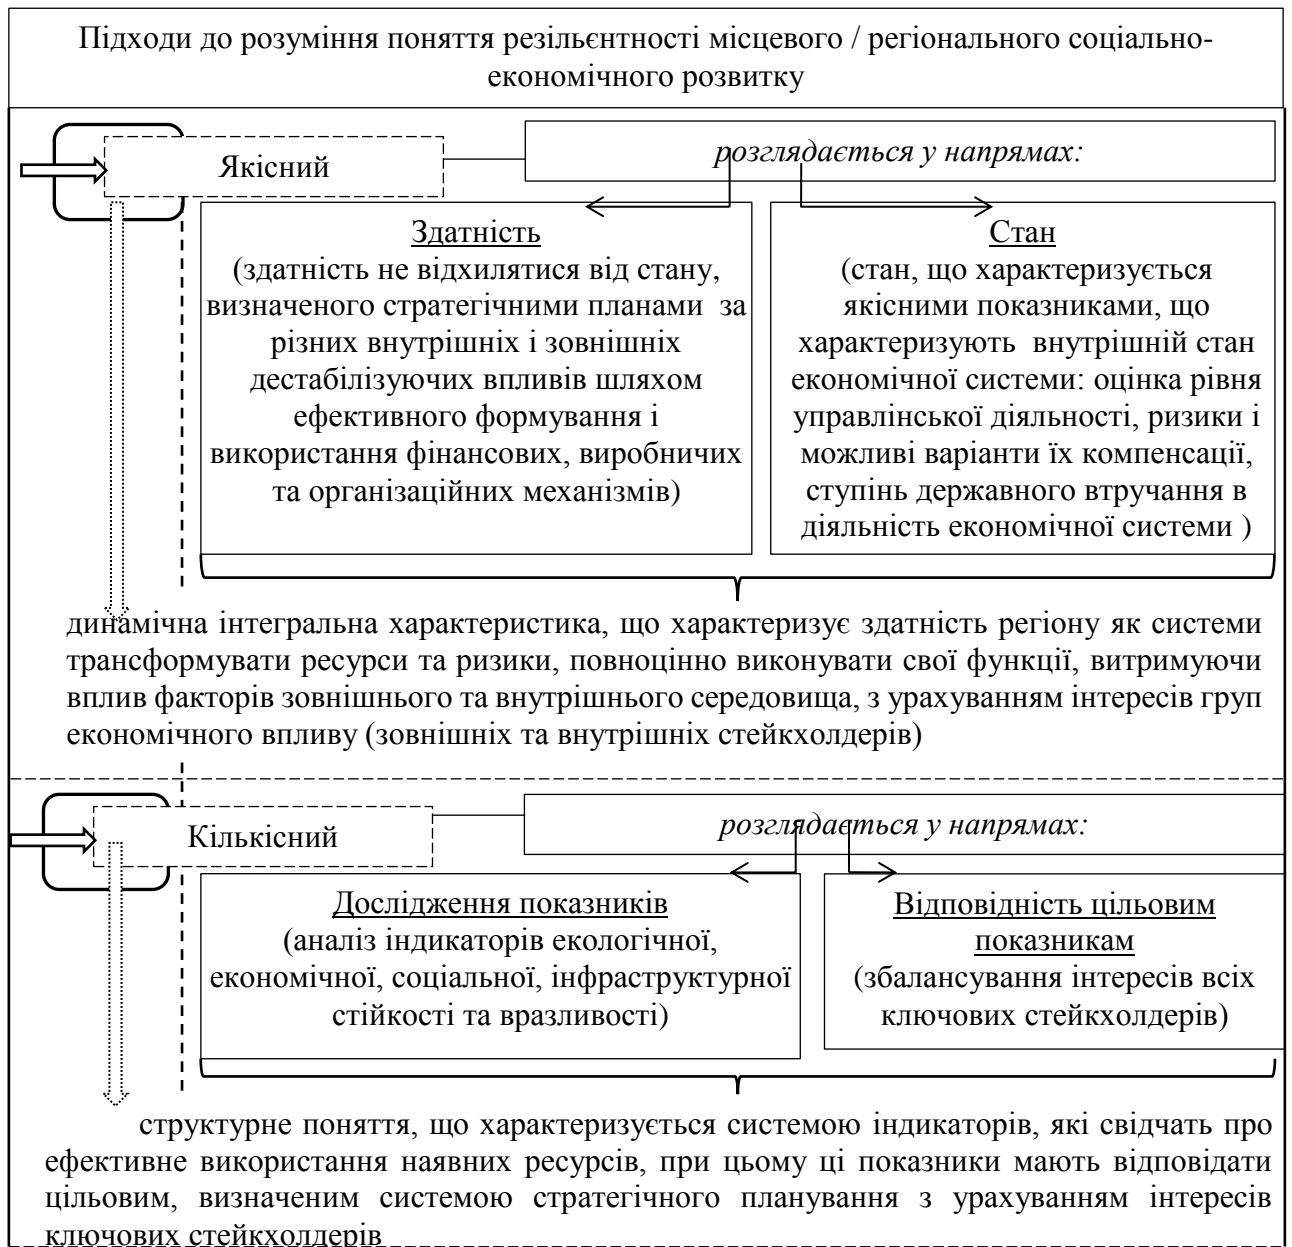 Підходи до розуміння поняття резільєнтності місцевого / регіонального соціально-
економічного розвитку
Якісний
розглядається у напрямах:
Здатність
(здатність не відхилятися від стану,
визначеного стратегічними планами за
різних внутрішніх і зовнішніх
дестабілізуючих впливів шляхом
ефективного формування і
використання фінансових, виробничих
та організаційних механізмів)
Стан
(стан, що характеризується
якісними показниками, що
характеризують внутрішній стан
економічної системи: оцінка рівня
управлінської діяльності, ризики і
можливі варіанти їх компенсації,
ступінь державного втручання в
діяльність економічної системи )
динамічна інтегральна характеристика, що характеризує здатність регіону як системи
трансформувати ресурси та ризики, повноцінно виконувати свої функції, витримуючи
вплив факторів зовнішнього та внутрішнього середовища, з урахуванням інтересів груп
економічного впливу (зовнішніх та внутрішніх стейкхолдерів)
Кількісний
розглядається у напрямах:
Дослідження показників
(аналіз індикаторів екологічної,
економічної, соціальної, інфраструктурної
стійкості та вразливості)
Відповідність цільовим
показникам
(збалансування інтересів всіх
ключових стейкхолдерів)
структурне поняття, що характеризується системою індикаторів, які свідчать про
ефективне використання наявних ресурсів, при цьому ці показники мають відповідати
цільовим, визначеним системою стратегічного планування з урахуванням інтересів
ключових стейкхолдерів